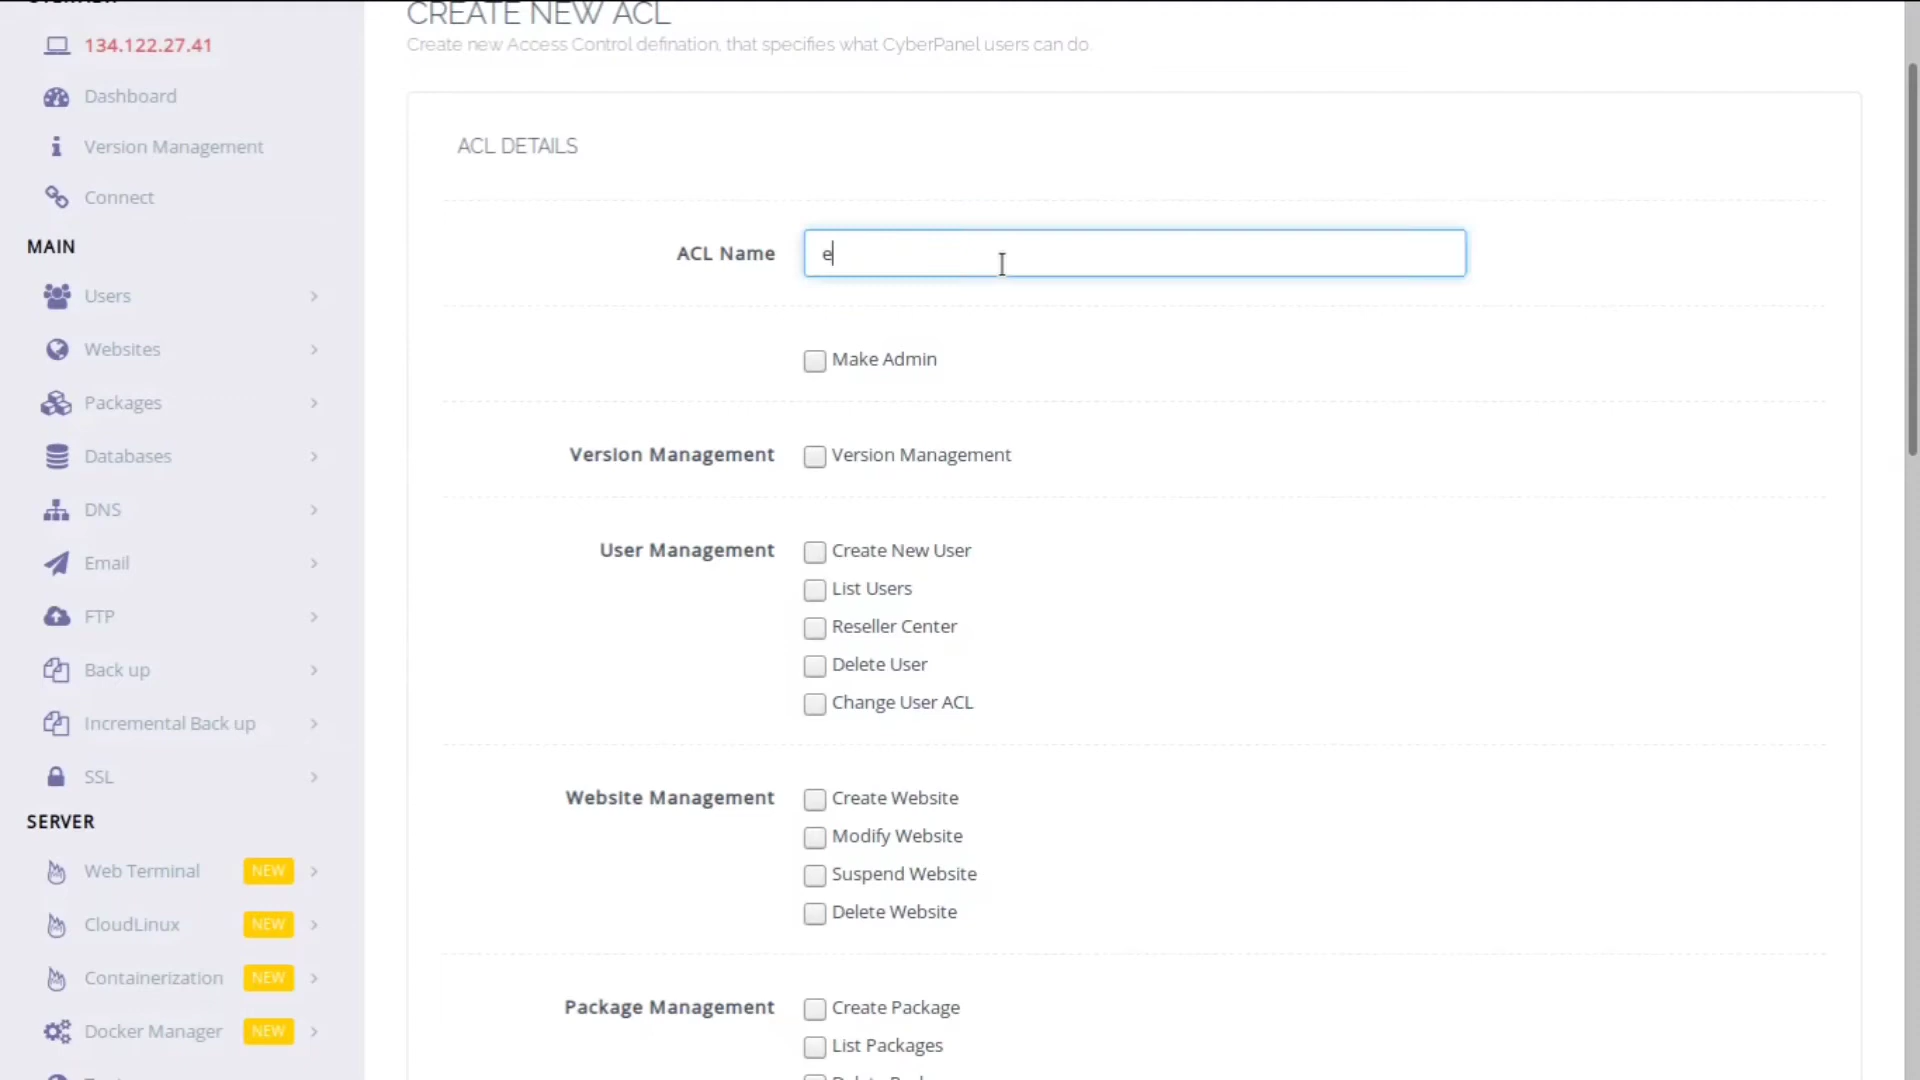 134.122.27.41
Dashboard
Version Management
Connect
MAIN
Users
Websites
Packages
Databases
DNS
Email
FTP
Back up
Incremental Back up
SSL
SERVER
Web Terminal NEW
CloudLinux NEW
Containerization NEW
Docker Manager NEW
CREATE NEW ACL
Create new Access Control defination, that specifies what CyberPanel users can do.
ACL DETAILS
ACL Name e
Make Admin
Version Management Version Management
User Management Create New User
List Users
Reseller Center
Delete User
Change User ACL
Website Management Create Website
Modify Website
Suspend Website
Delete Website
Package Management Create Package
List Packages